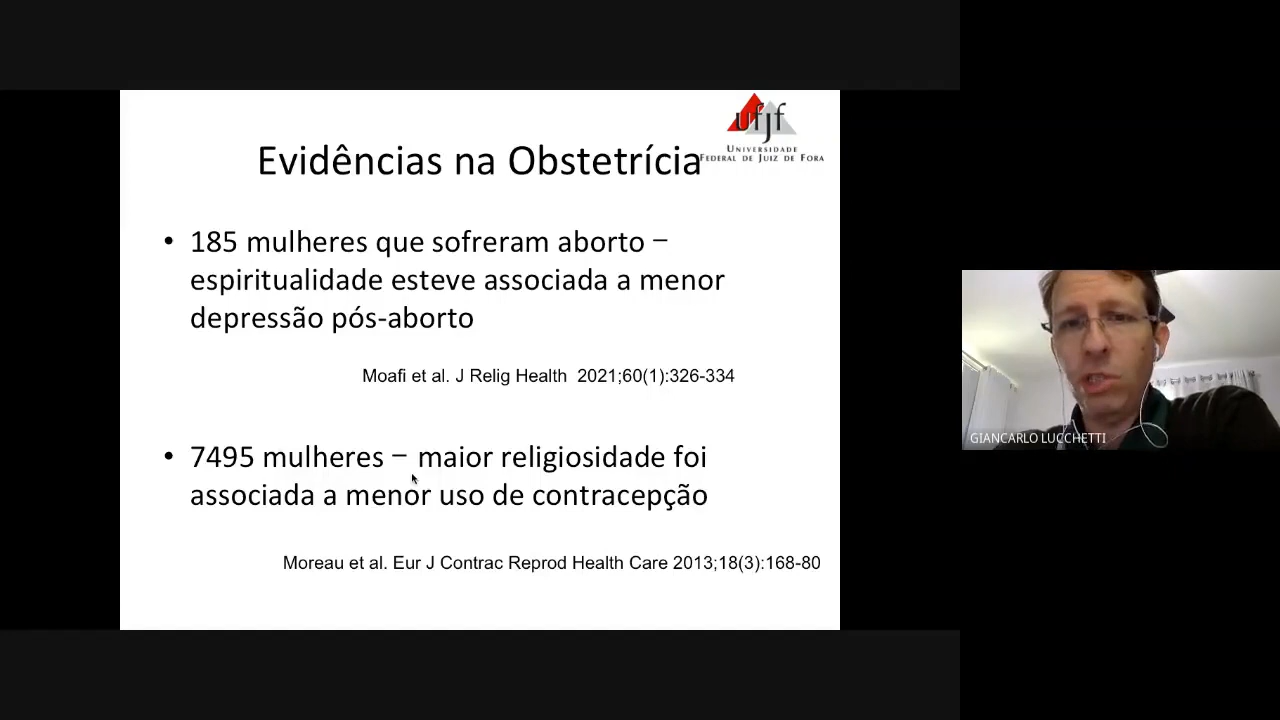 ufjf
UNIVERSIDADE
FEDERAL DE JUIZ DE FORA
Evidências na Obstetrícia
• 185 mulheres que sofreram aborto –
espiritualidade esteve associada a menor
depressão pós-aborto
Moafi et al. J Relig Health 2021;60(1):326-334
• 7495 mulheres – maior religiosidade foi
associada a menor uso de contracepção
Moreau et al. Eur J Contrac Reprod Health Care 2013;18(3):168-80
GIANCARLO LUCCHETTI